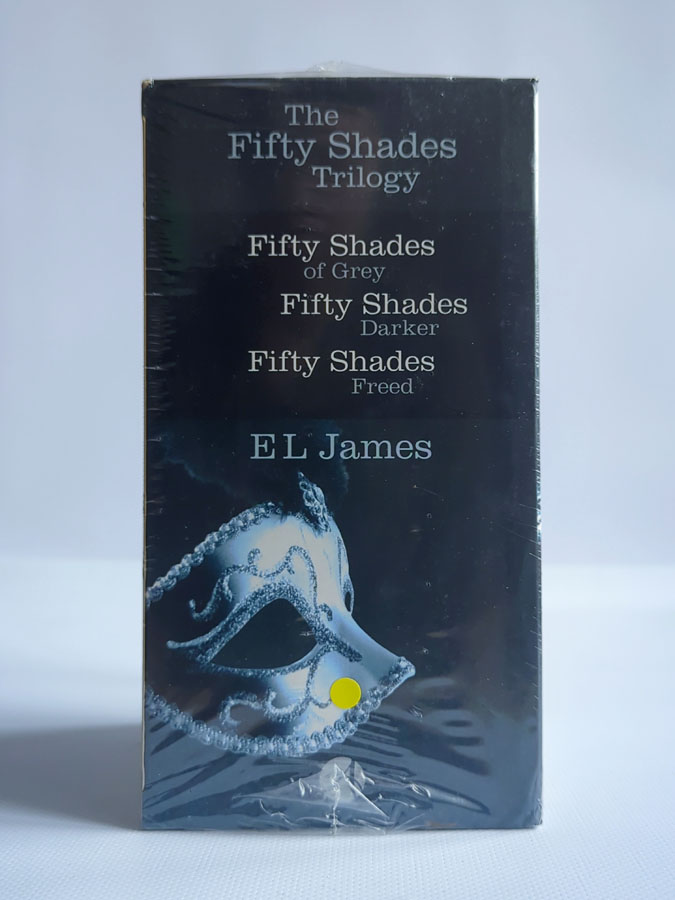 The
Fifty Shades
Trilogy
Fifty Shades
of Grey
Fifty Shades
Darker
Fifty Shades
Freed
E L James